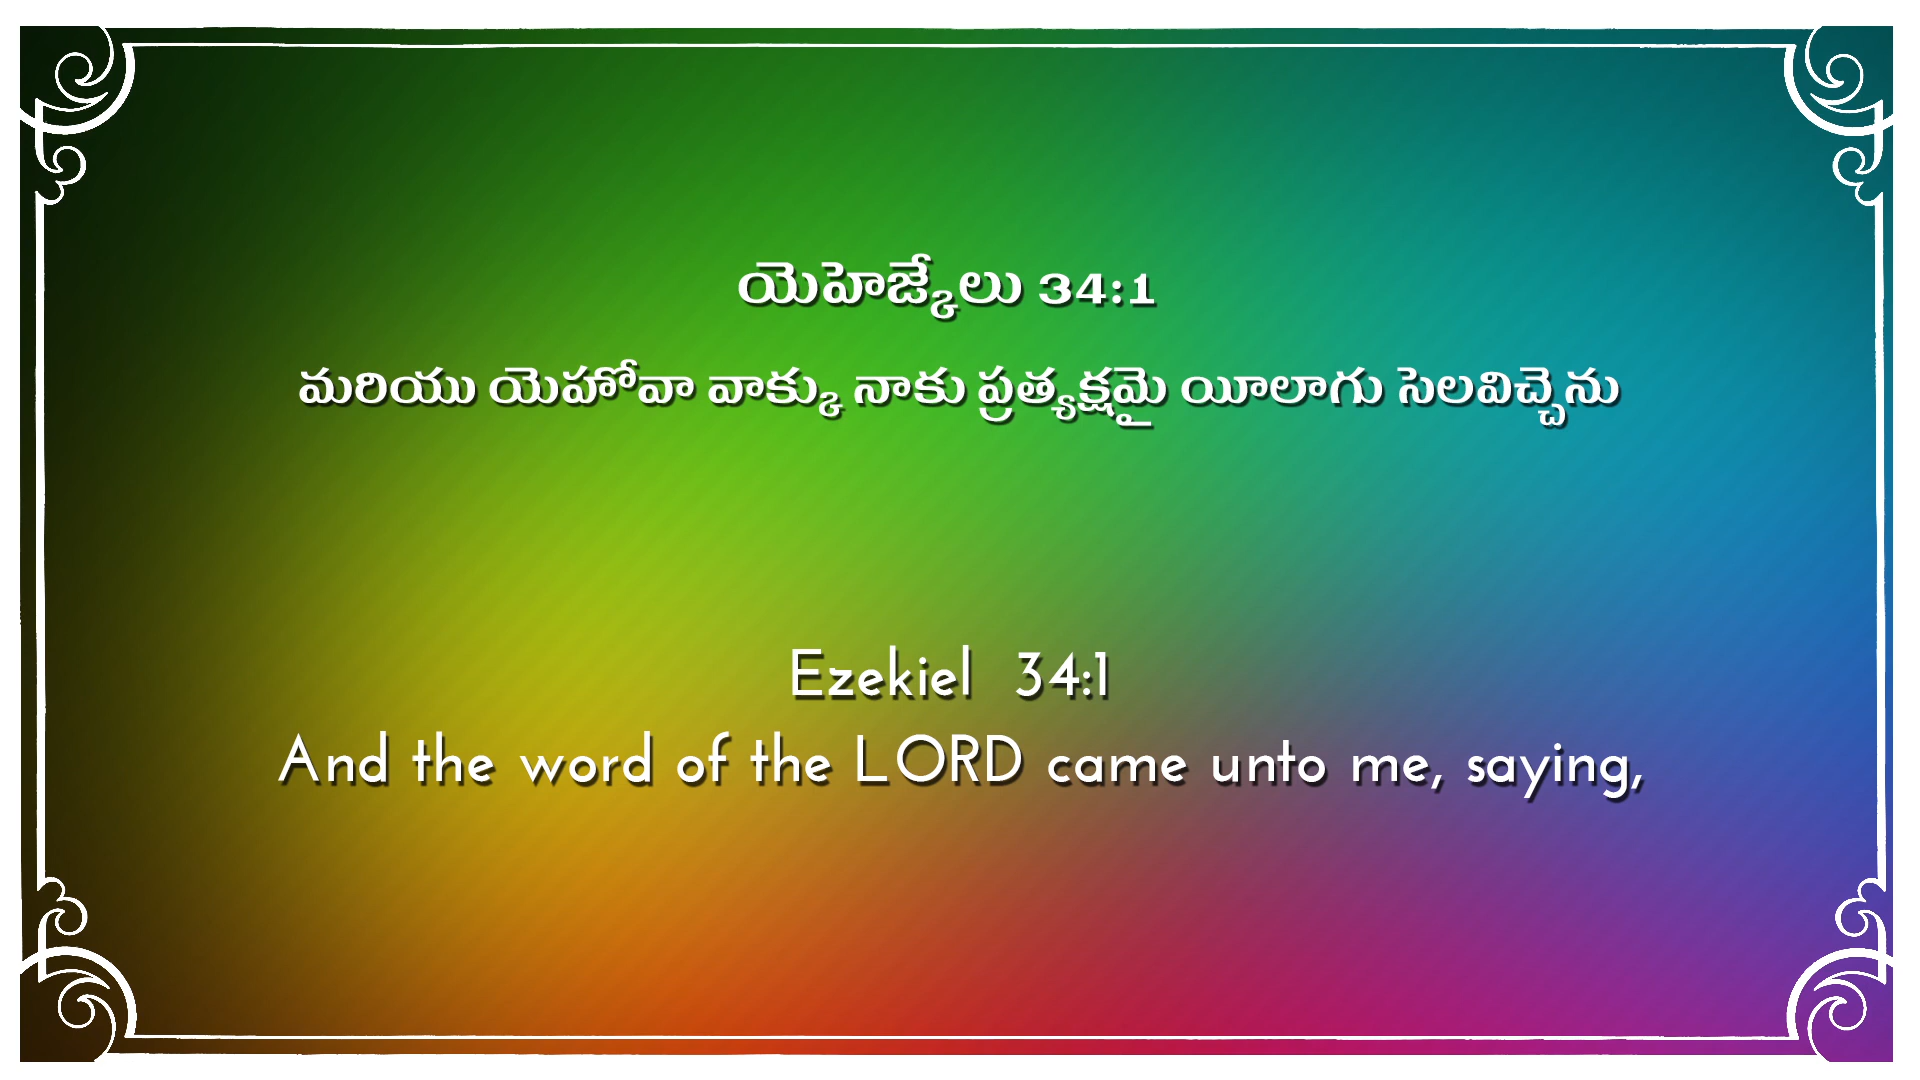 యెహెజ్కేలు 34:1
మరియు యెహోవా వాక్కు నాకు ప్రత్యక్షమై యీలాగు సెలవిచ్చెను
Ezekiel 34:1
And the word of the LORD came unto me, saying,